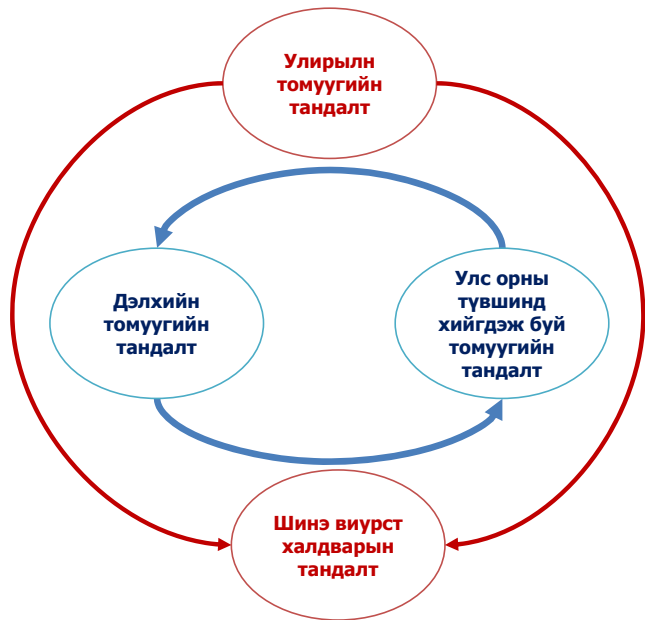 Улирылн
томуугийн
тандалт
Дэлхийн
томуугийн
тандалт
Улс орны
түвшинд
хийгдэж буй
томуугийн
тандалт
Шинэ виурст
халдварын
тандалт